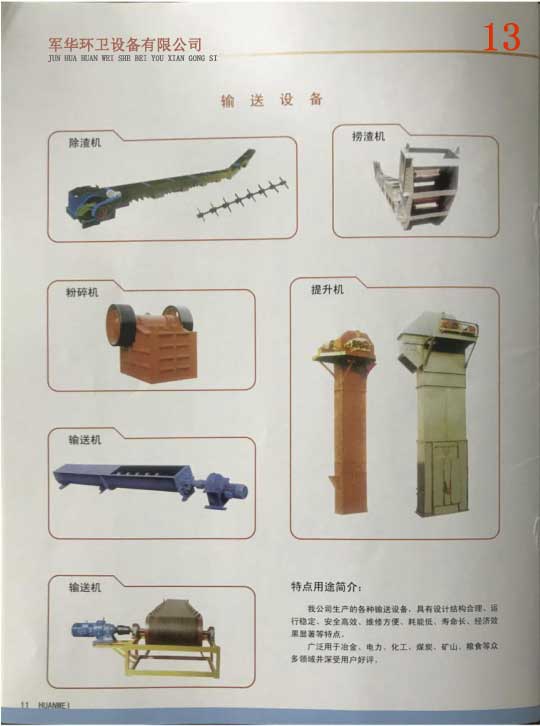 军华环卫设备有限公司
JUN HUA HUAN WEI SHE BEI YOU XIAN GONG SI
13
输送设备
除渣机
捞渣机
粉碎机
提升机
输送机
输送机
特点用途简介:
我公司生产的各种输送设备，具有设计结构合理、运
行稳定、安全高效、维修方便、耗能低、寿命长、经济效
果显著等特点。
广泛用于冶金、电力、化工、煤炭、矿山、粮食等众
多领域并深受用户好评。
11 HUANWEI